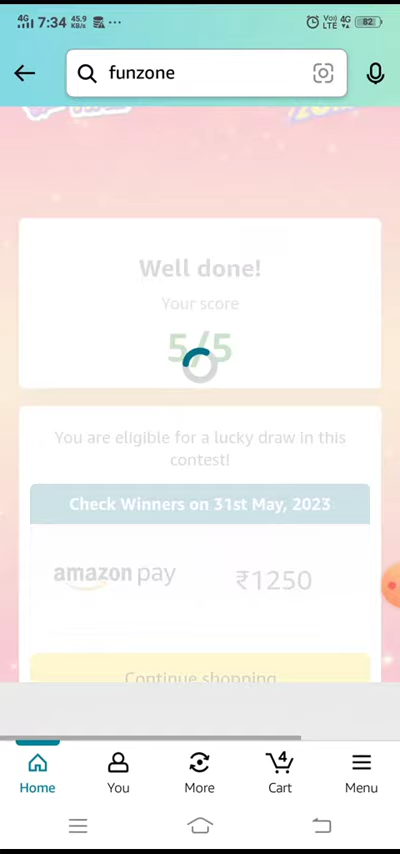 4G 7:34 45.9 KB/s ... Vo) LTE 4G 82
funzone
Well done!
Your score
5/5
You are eligible for a lucky draw in this
contest!
Check Winners on 31st May, 2023
amazon pay ₹1250
Continue shopping
4
Home You More Cart Menu